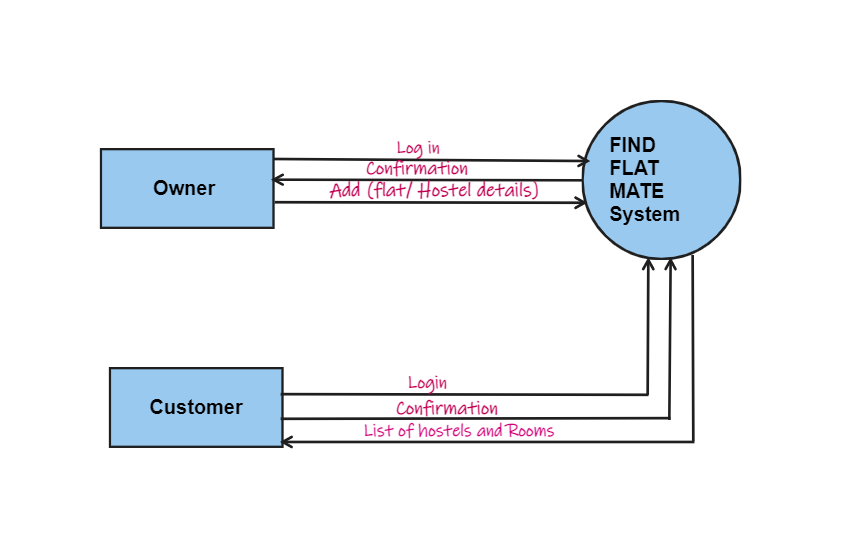 Log in
Confirmation
Add (flat/ Hostel details)
Owner
FIND
FLAT
MATE
System
Login
Confirmation
List of hostels and Rooms
Customer